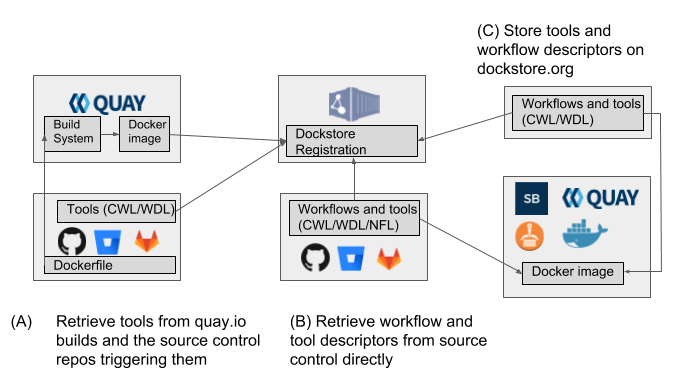 (C) Store tools and
workflow descriptors on
dockstore.org
QUAY
Build
System
Docker
image
Dockstore
Registration
Workflows and tools
(CWL/WDL)
Tools (CWL/WDL)
Dockerfile
Workflows and tools
(CWL/WDL/NFL)
SB
QUAY
Docker image
(A) Retrieve tools from quay.io
builds and the source control
repos triggering them
(B) Retrieve workflow and
tool descriptors from source
control directly